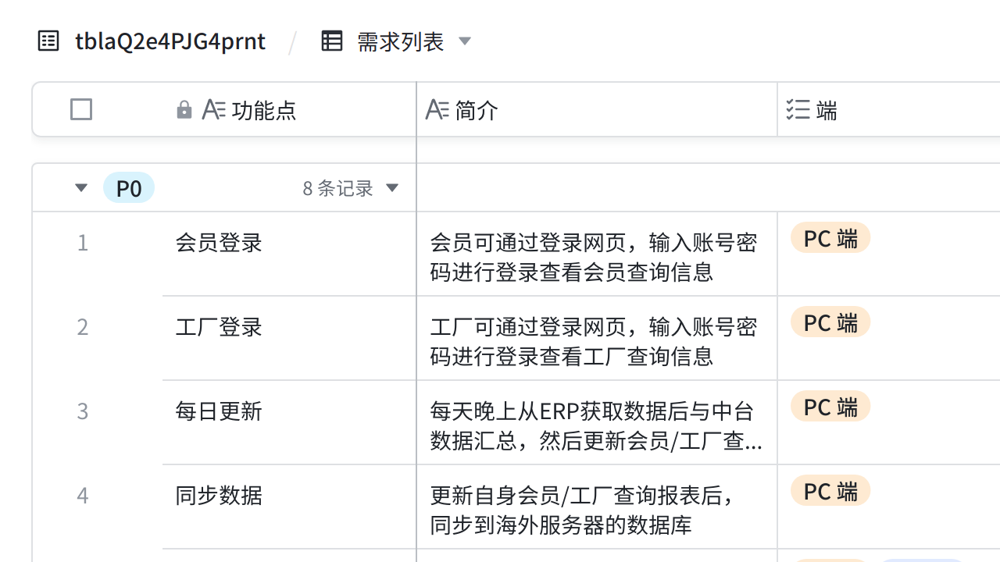 tblaQ2e4PJG4prnt / 需求列表
功能点 简介 端
P0 8 条记录
1 会员登录 会员可通过登录网页，输入账号密 PC 端
码进行登录查看会员查询信息
2 工厂登录 工厂可通过登录网页，输入账号密 PC 端
码进行登录查看工厂查询信息
3 每日更新 每天晚上从ERP获取数据后与中台 PC 端
数据汇总，然后更新会员/工厂查...
4 同步数据 更新自身会员/工厂查询报表后， PC 端
同步到海外服务器的数据库